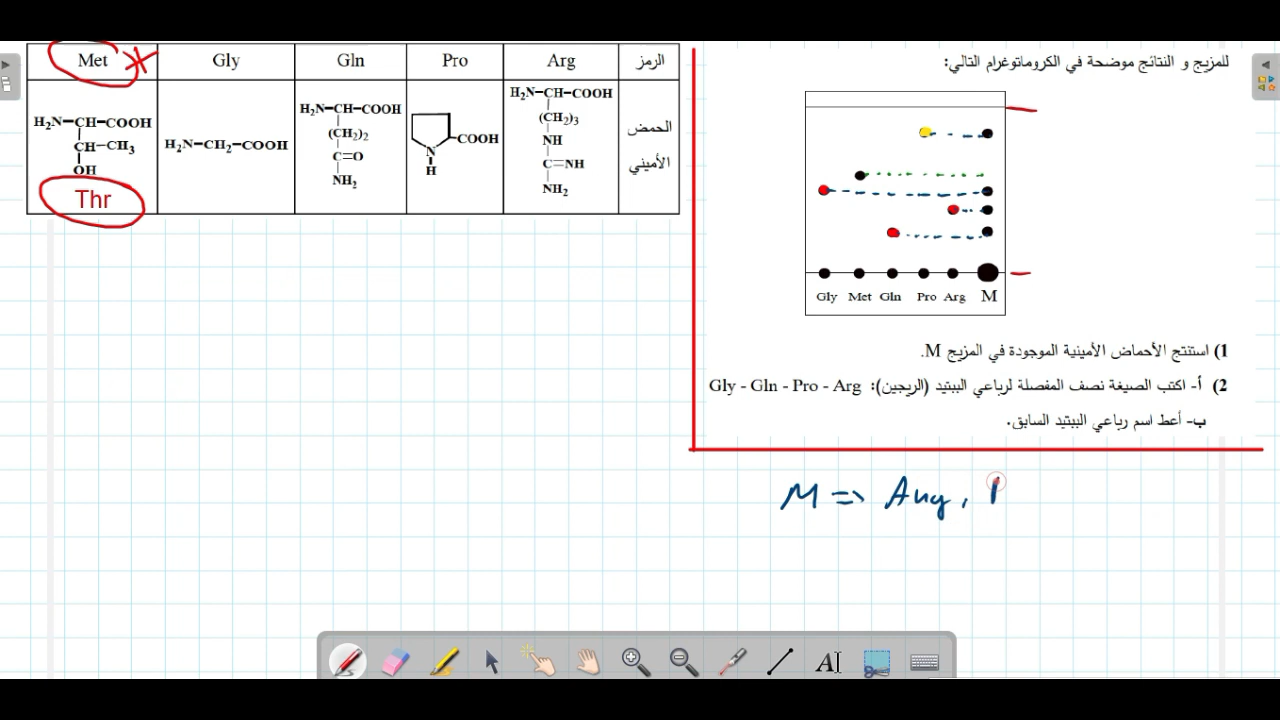 Met Gly Gln Pro Arg الرمز
H₂N–CH–COOH
CH–CH₃
OH
Thr
H₂N–CH₂–COOH
H₂N–CH–COOH
(CH₂)₂
C=O
NH₂
COOH
N
H
H₂N–CH–COOH
(CH₂)₃
NH
C=NH
NH₂
الحمض
الأميني
للمزيج و النتائج موضحة في الكروماتوغرام التالي:
Gly Met Gln Pro Arg M
1) استنتج الأحماض الأمينية الموجودة في المزيج M.
2) أ- اكتب الصيغة نصف المفصلة لرباعي الببتيد (الريجين): Gly - Gln - Pro - Arg
ب- أعط اسم رباعي الببتيد السابق.
M => Arg,
AI